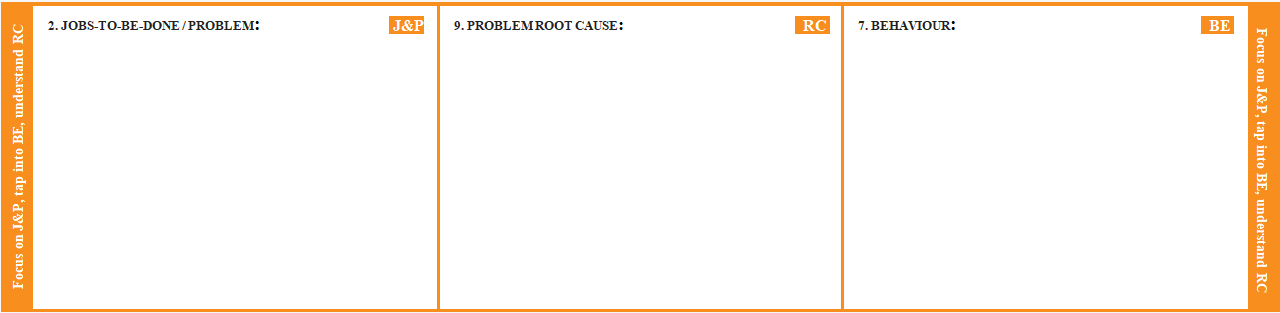 Focus on J&P, tap into BE, understand RC
2. JOBS-TO-BE-DONE / PROBLEM:
J&P
9. PROBLEM ROOT CAUSE:
RC
7. BEHAVIOUR:
BE
Focus on J&P, tap into BE, understand RC